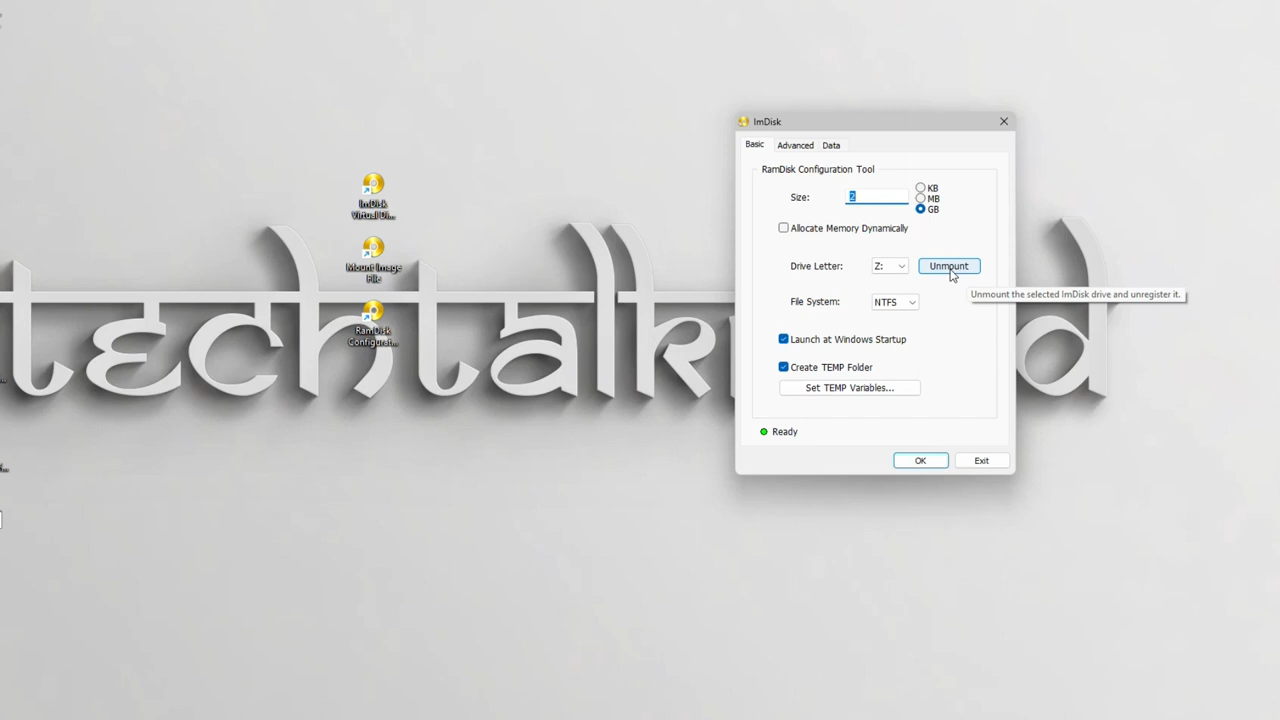 ImDisk
Basic
Advanced
Data
RamDisk Configuration Tool
Size:
2
KB
MB
GB
Allocate Memory Dynamically
Drive Letter:
Z:
Unmount
Unmount the selected ImDisk drive and unregister it.
File System:
NTFS
Launch at Windows Startup
Create TEMP Folder
Set TEMP Variables...
Ready
OK
Exit
ImDisk
Virtual Di...
Mount Image
File
RamDisk
Configurat...
techtalk
d